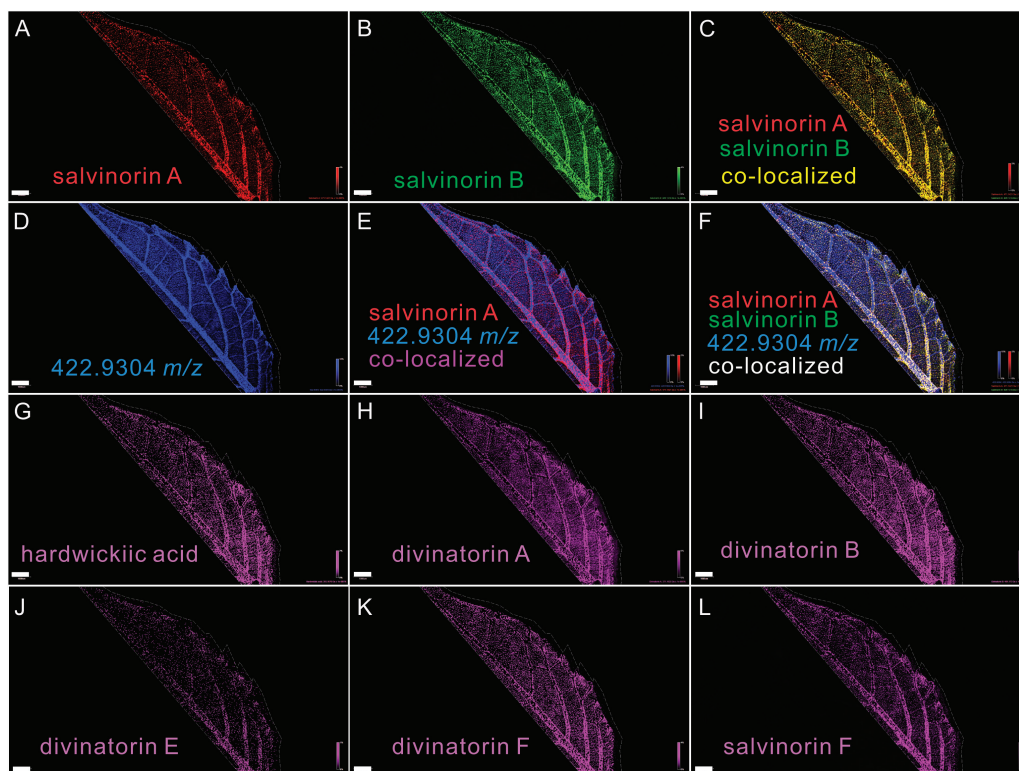 A
salvinorin A
B
salvinorin B
C
salvinorin A
salvinorin B
co-localized
D
422.9304 m/z
E
salvinorin A
422.9304 m/z
co-localized
F
salvinorin A
salvinorin B
422.9304 m/z
co-localized
G
hardwickiic acid
H
divinatorin A
I
divinatorin B
J
divinatorin E
K
divinatorin F
L
salvinorin F